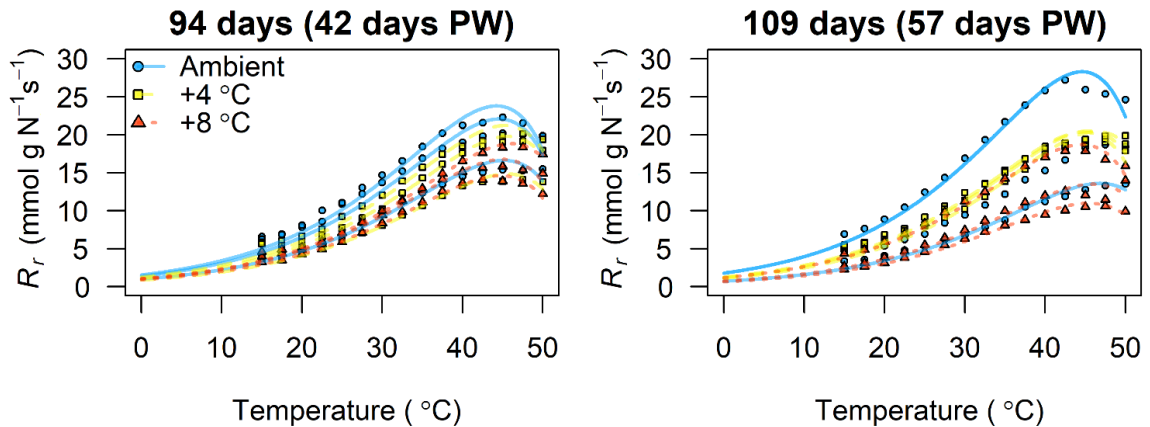 94 days (42 days PW)
109 days (57 days PW)
Rr (mmol g N−1s−1)
30
25
20
15
10
5
0
Ambient
+4 °C
+8 °C
0 10 20 30 40 50
Temperature ( °C)
Rr (mmol g N−1s−1)
30
25
20
15
10
5
0
0 10 20 30 40 50
Temperature ( °C)